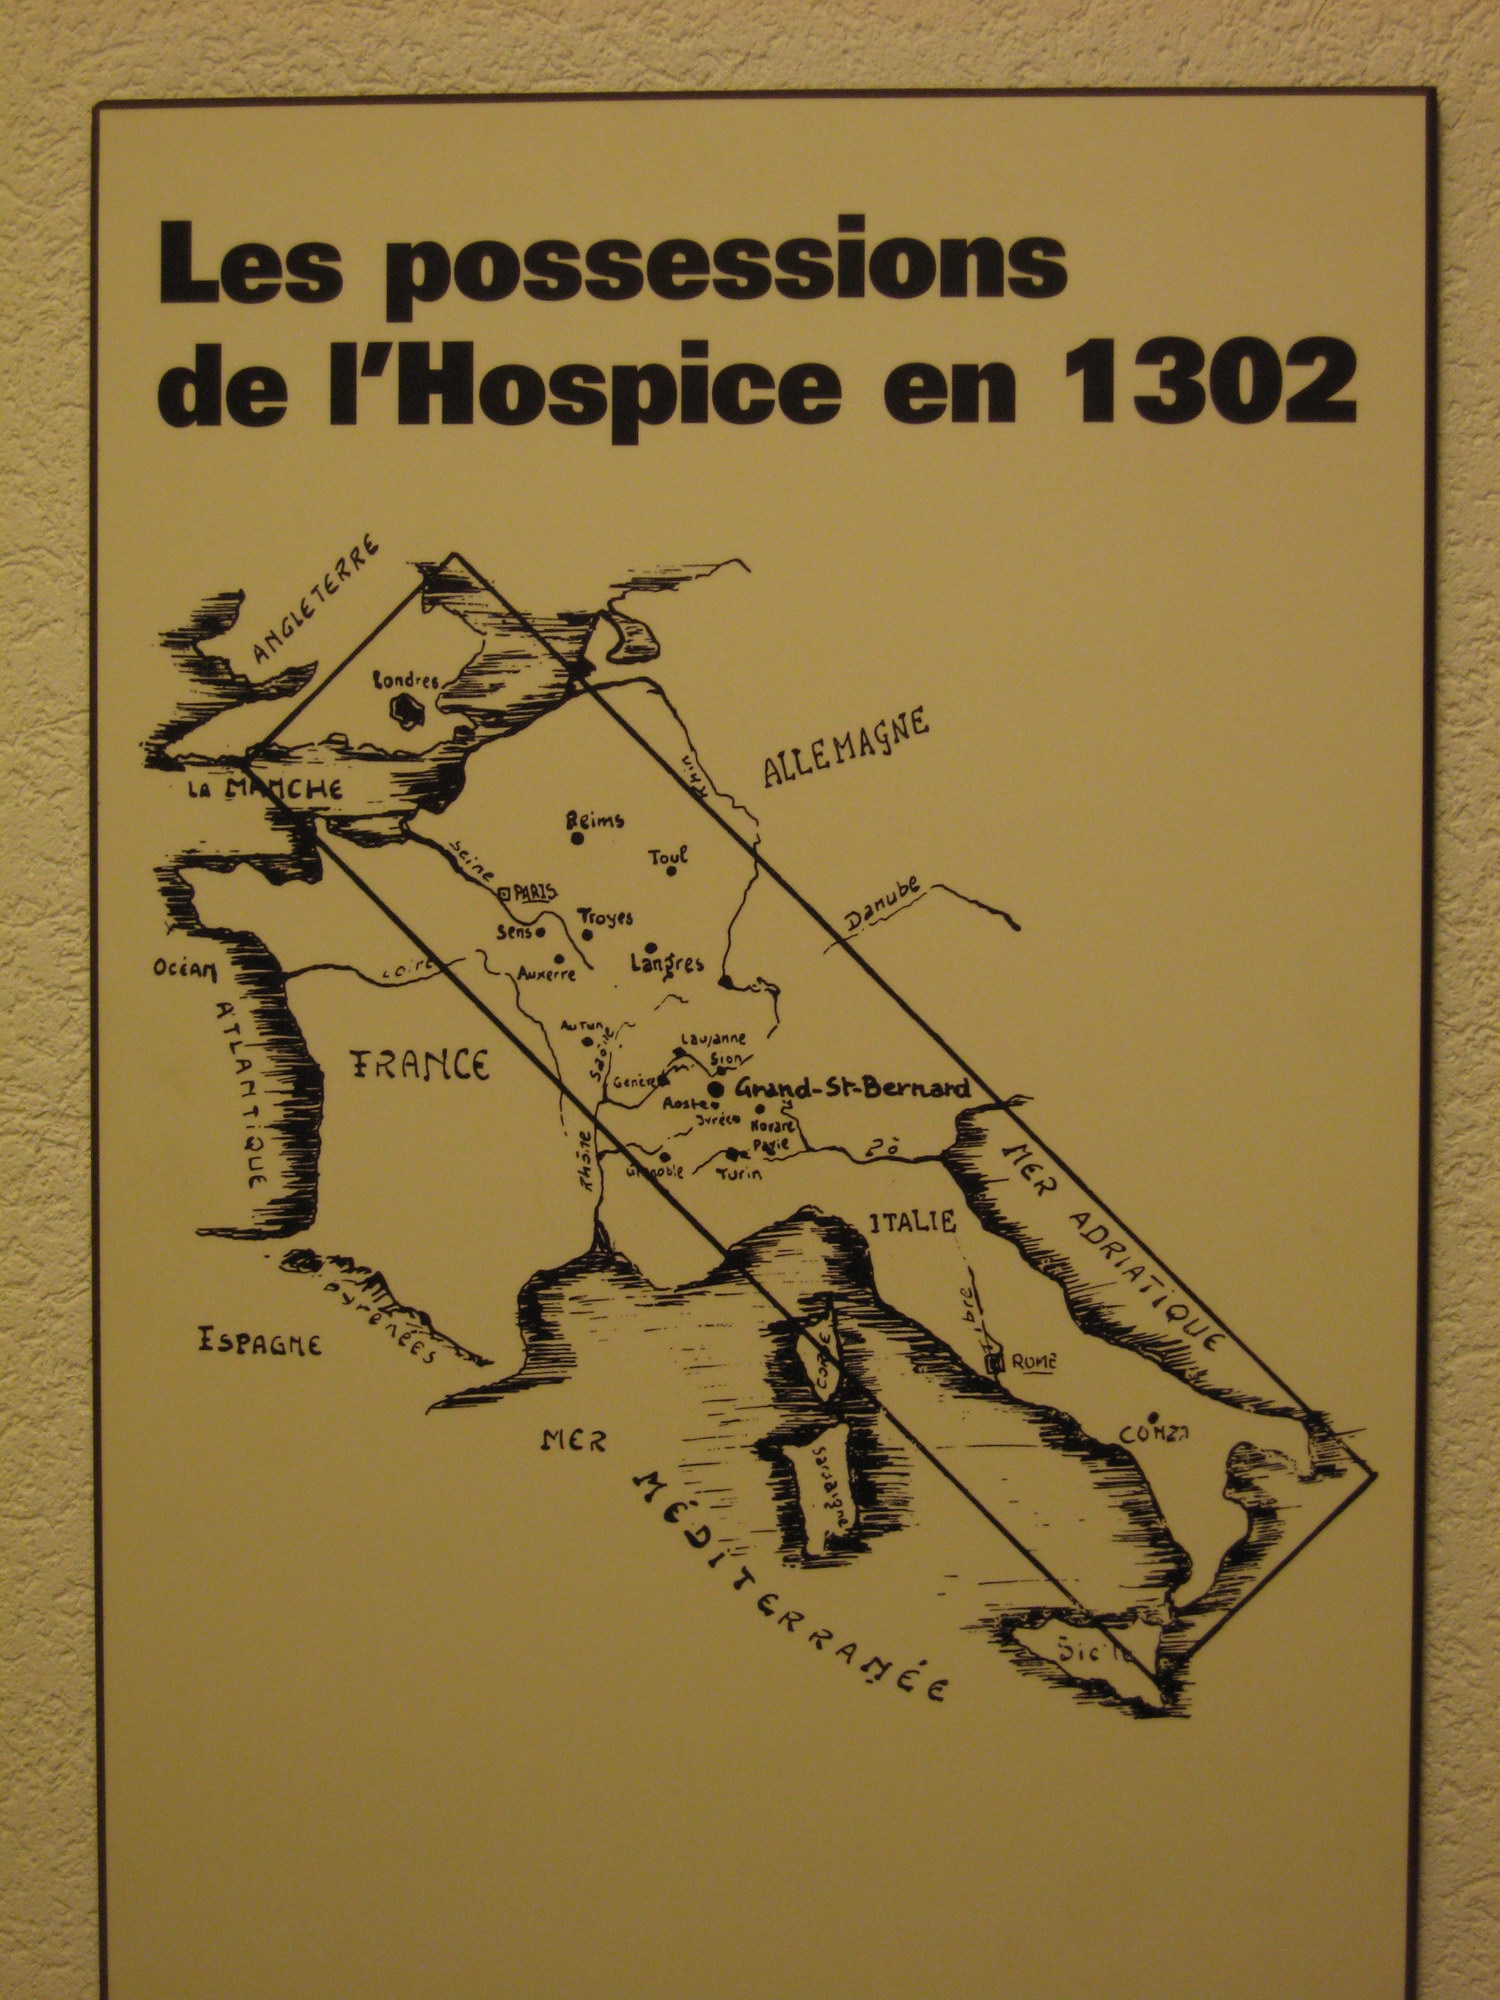 Les possessions
de l'Hospice en 1302
ANGLETERRE
Londres
LA MANCHE
ALLEMAGNE
Rhin
Reims
Toul
Seine
PARIS
Danube
Troyes
Sens
Langres
Auxerre
Loire
OCÉAN
ATLANTIQUE
AUTUN
Saône
Lausanne
Sion
FRANCE
Genève
Grand-St-Bernard
Aoste
Ivrée
Novare
Pavie
Pô
Rhône
Grenoble
Turin
MER ADRIATIQUE
ITALIE
Pyrenées
ESPAGNE
Tibre
ROME
CORSE
CONZA
MER
MÉDITERRANÉE
Sardaigne
Sicile